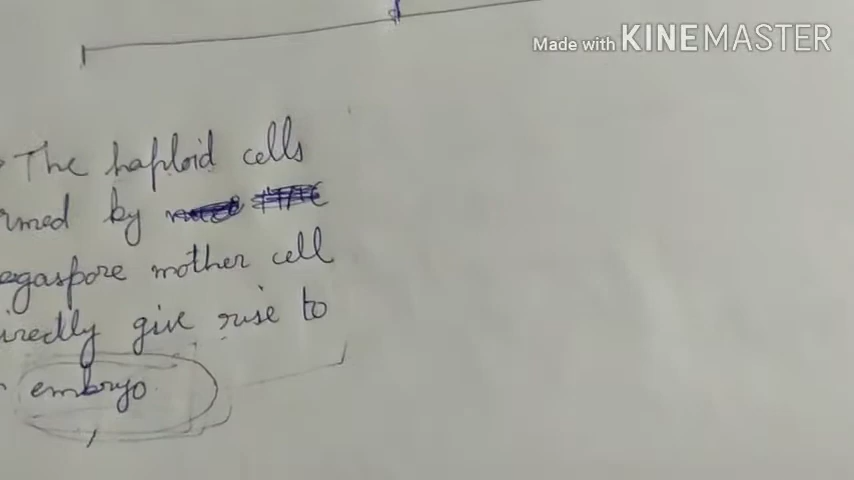 Made with KINEMASTER
The haploid cells
rmed by
egaspore mother cell
irectly give rise to
embryo